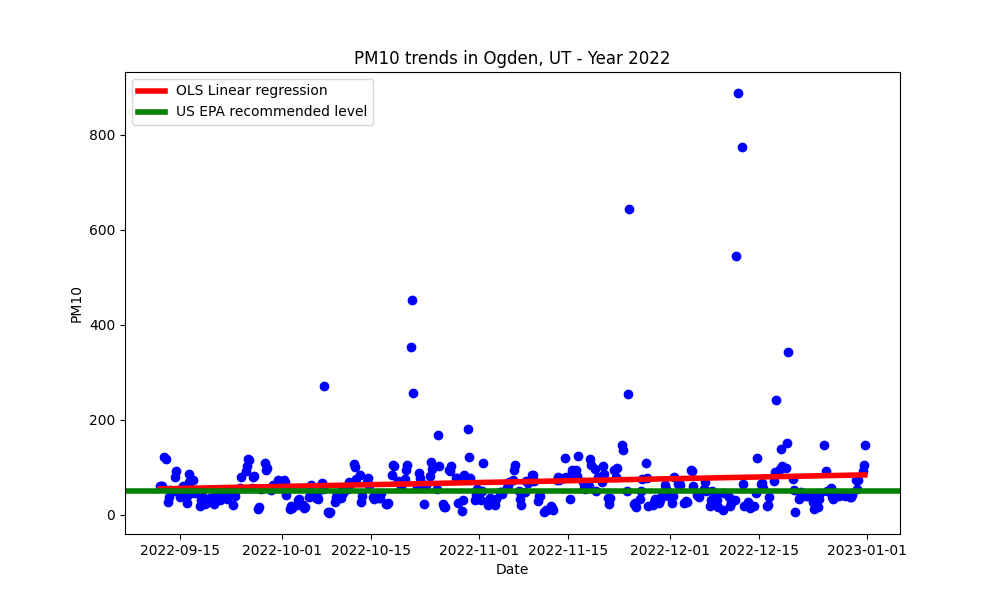 PM10 trends in Ogden, UT - Year 2022
OLS Linear regression
US EPA recommended level
PM10
800
600
400
200
0
2022-09-15
2022-10-01
2022-10-15
2022-11-01
2022-11-15
2022-12-01
2022-12-15
2023-01-01
Date